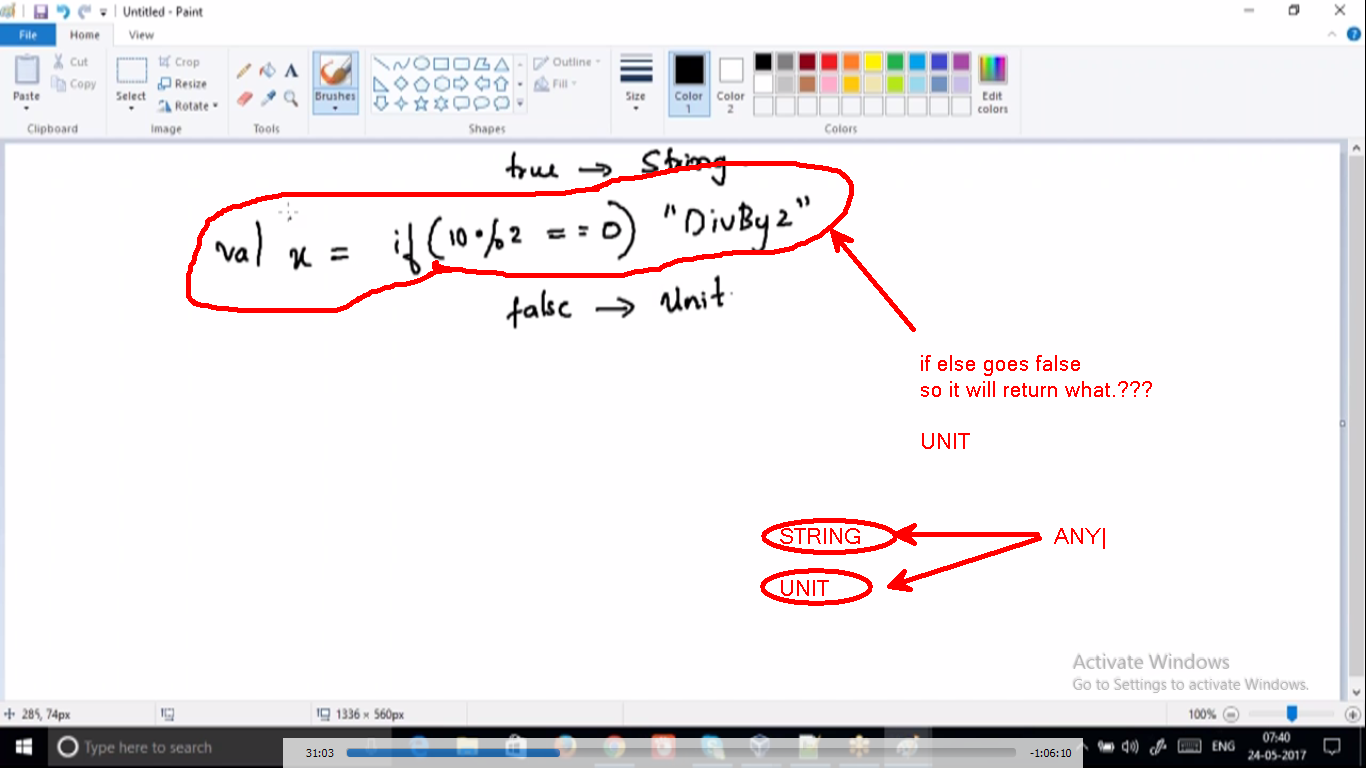 Untitled - Paint
File Home View
Paste
Cut
Copy
Clipboard
Select
Crop
Resize
Rotate
Image
Tools
Brushes
Shapes
Outline
Fill
Size
Color 1
Color 2
Edit colors
Colors
true → String
val x = if (10 % 2 == 0) "DivBy2"
false → Unit
if else goes false
so it will return what.???
UNIT
STRING
ANY|
UNIT
Activate Windows
Go to Settings to activate Windows.
285, 74px
1336 × 560px
100%
Type here to search
31:03
-1:06:10
ENG
07:40
24-05-2017